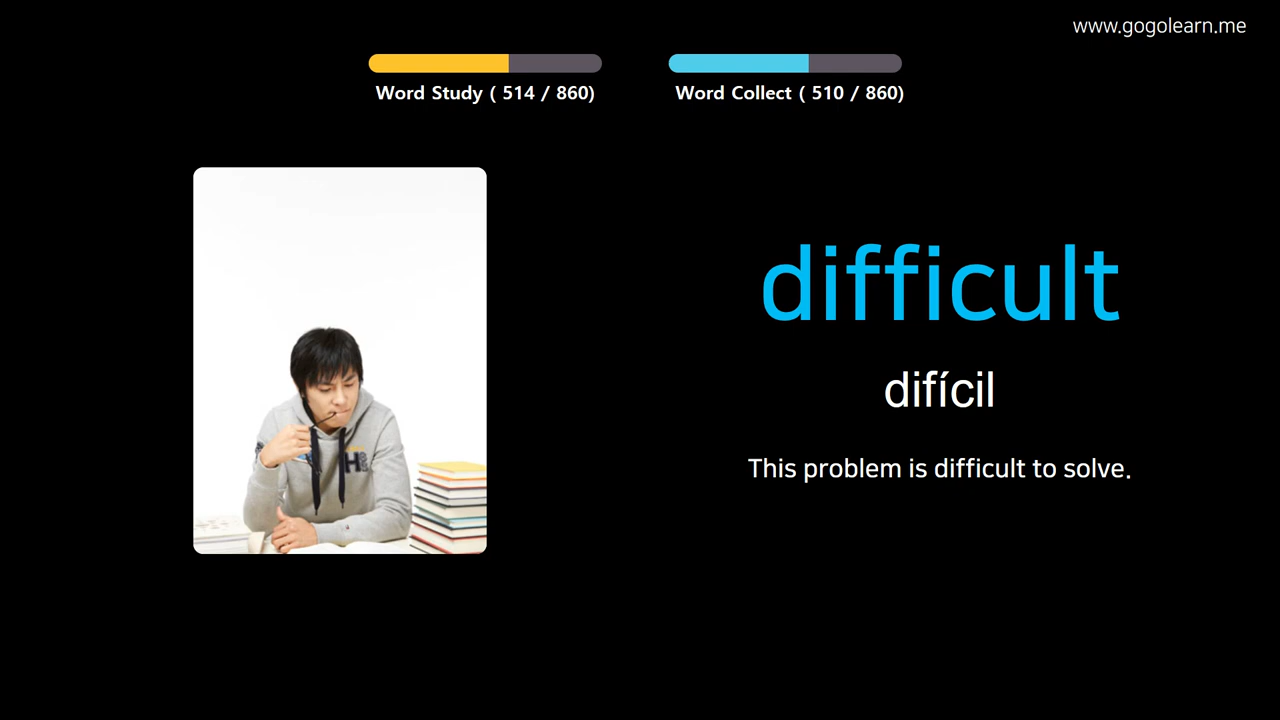 www.gogolearn.me
Word Study ( 514 / 860)
Word Collect ( 510 / 860)
difficult
difícil
This problem is difficult to solve.
H